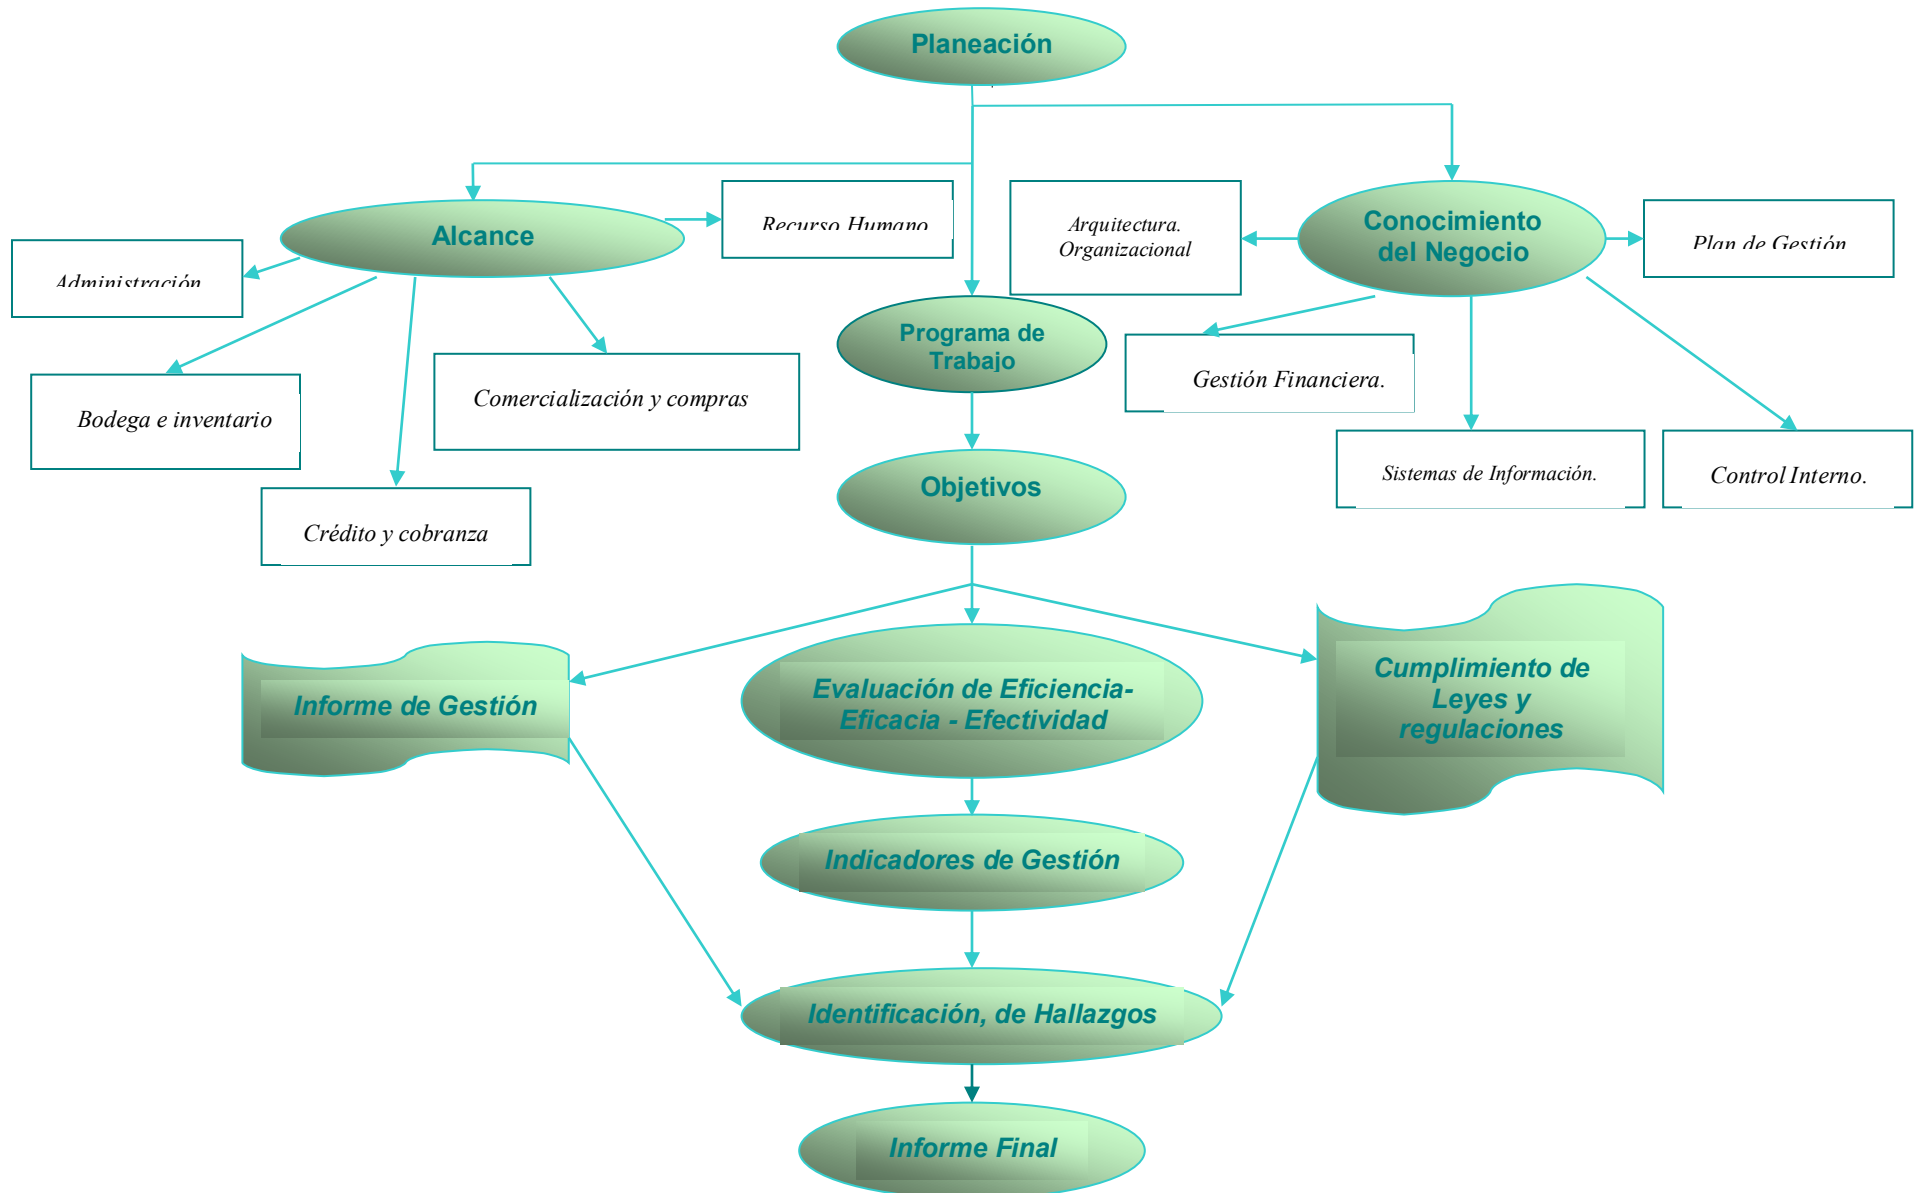 Planeación
Alcance
Recurso Humano
Arquitectura.
Organizacional
Conocimiento
del Negocio
Plan de Gestión
Administración
Programa de
Trabajo
Gestión Financiera.
Bodega e inventario
Comercialización y compras
Sistemas de Información.
Control Interno.
Crédito y cobranza
Objetivos
Informe de Gestión
Evaluación de Eficiencia-
Eficacia - Efectividad
Cumplimiento de
Leyes y
regulaciones
Indicadores de Gestión
Identificación, de Hallazgos
Informe Final